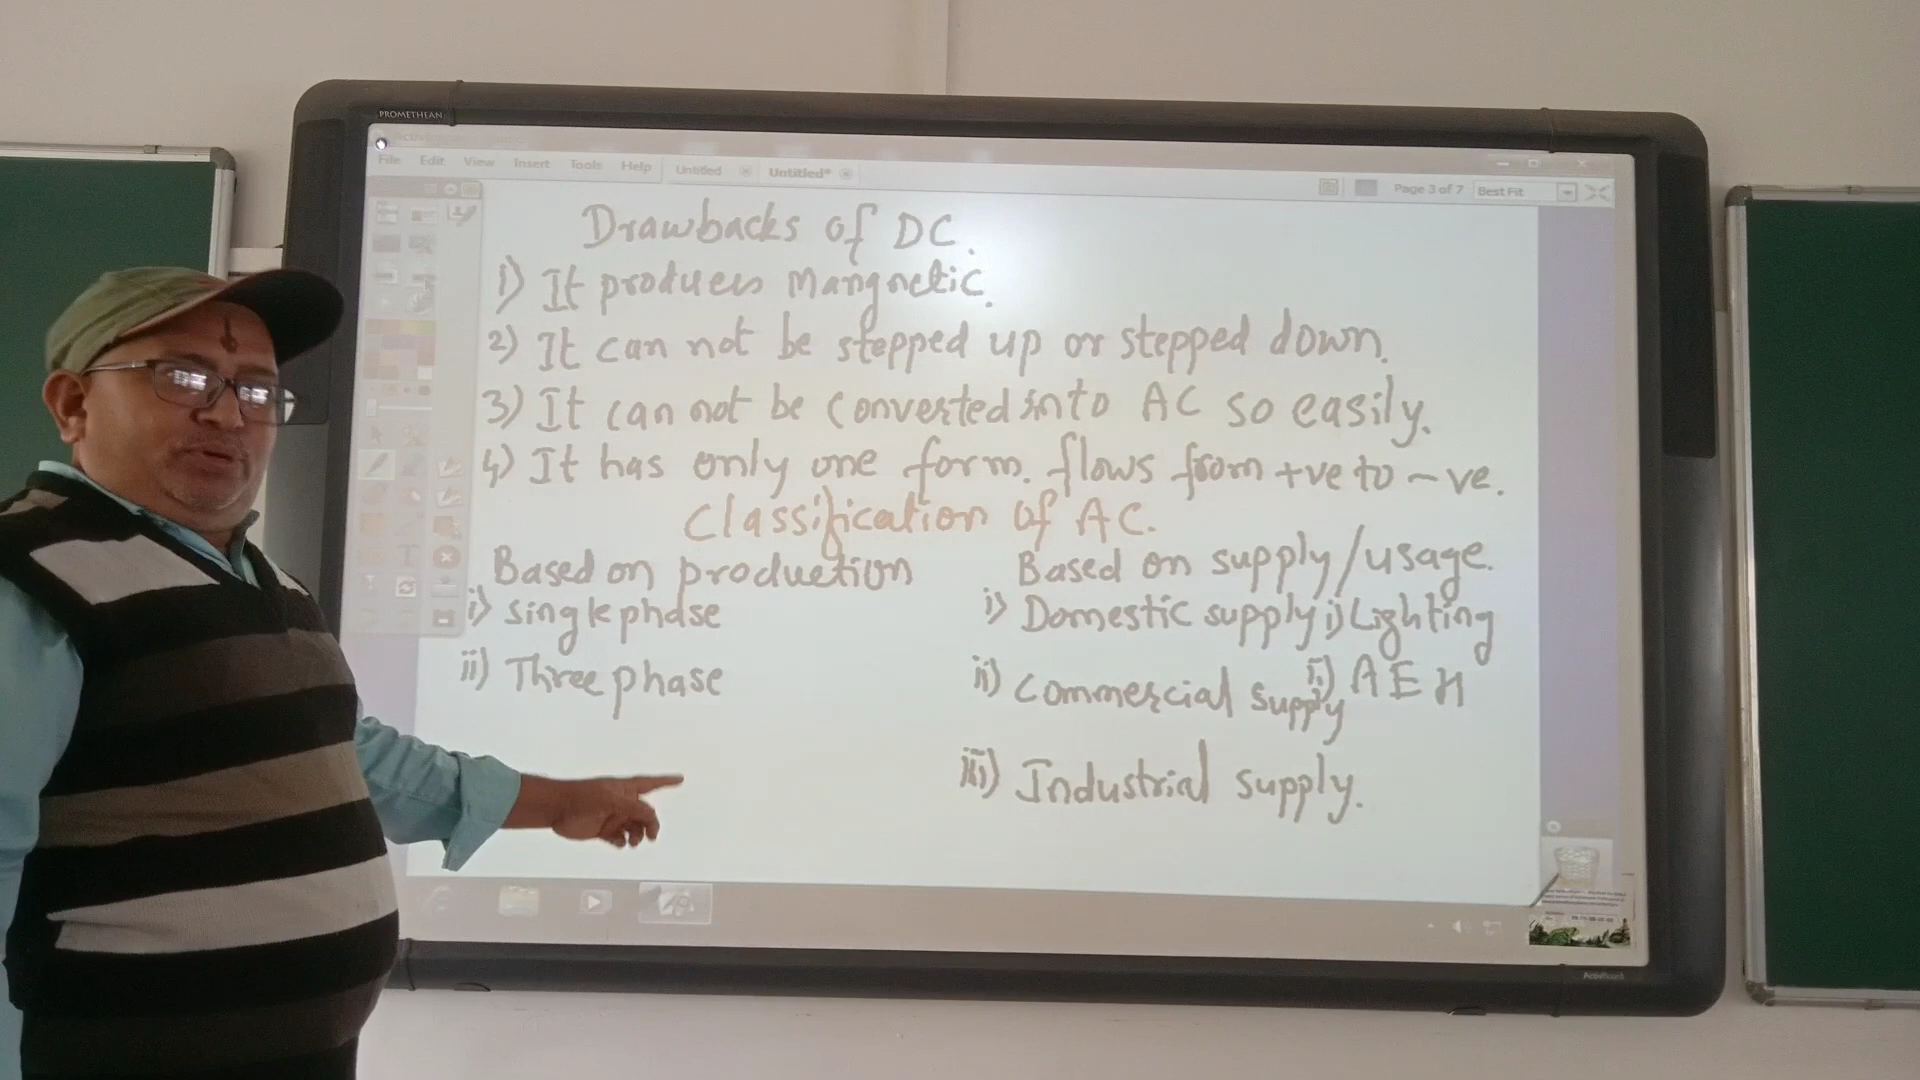 PROMETHEAN
File Edit View Insert Tools Help Untitled Untitled* Page 3 of 7 Best Fit
Drawbacks of DC.
1) It produces Mangnetic.
2) It can not be stepped up or stepped down.
3) It can not be converted into AC so easily.
4) It has only one form. flows from +ve to -ve.
Classification of AC.
Based on production
i) Single phase
ii) Three phase
Based on supply/usage.
i) Domestic supply i) Lighting
ii) AEH
ii) Commercial Supply
iii) Industrial supply.